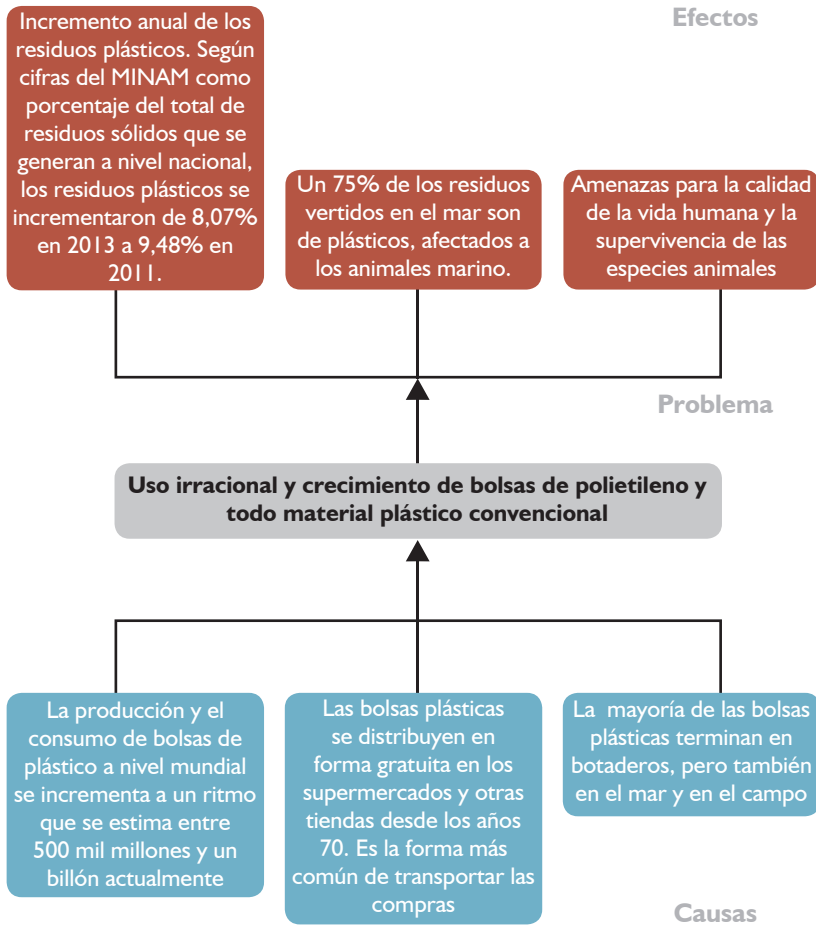 Efectos
Incremento anual de los
residuos plásticos. Según
cifras del MINAM como
porcentaje del total de
residuos sólidos que se
generan a nivel nacional,
los residuos plásticos se
incrementaron de 8,07%
en 2013 a 9,48% en
2011.
Un 75% de los residuos
vertidos en el mar son
de plásticos, afectados a
los animales marino.
Amenazas para la calidad
de la vida humana y la
supervivencia de las
especies animales
Problema
Uso irracional y crecimiento de bolsas de polietileno y
todo material plástico convencional
La producción y el
consumo de bolsas de
plástico a nivel mundial
se incrementa a un ritmo
que se estima entre
500 mil millones y un
billón actualmente
Las bolsas plásticas
se distribuyen en
forma gratuita en los
supermercados y otras
tiendas desde los años
70. Es la forma más
común de transportar las
compras
La mayoría de las bolsas
plásticas terminan en
botaderos, pero también
en el mar y en el campo
Causas